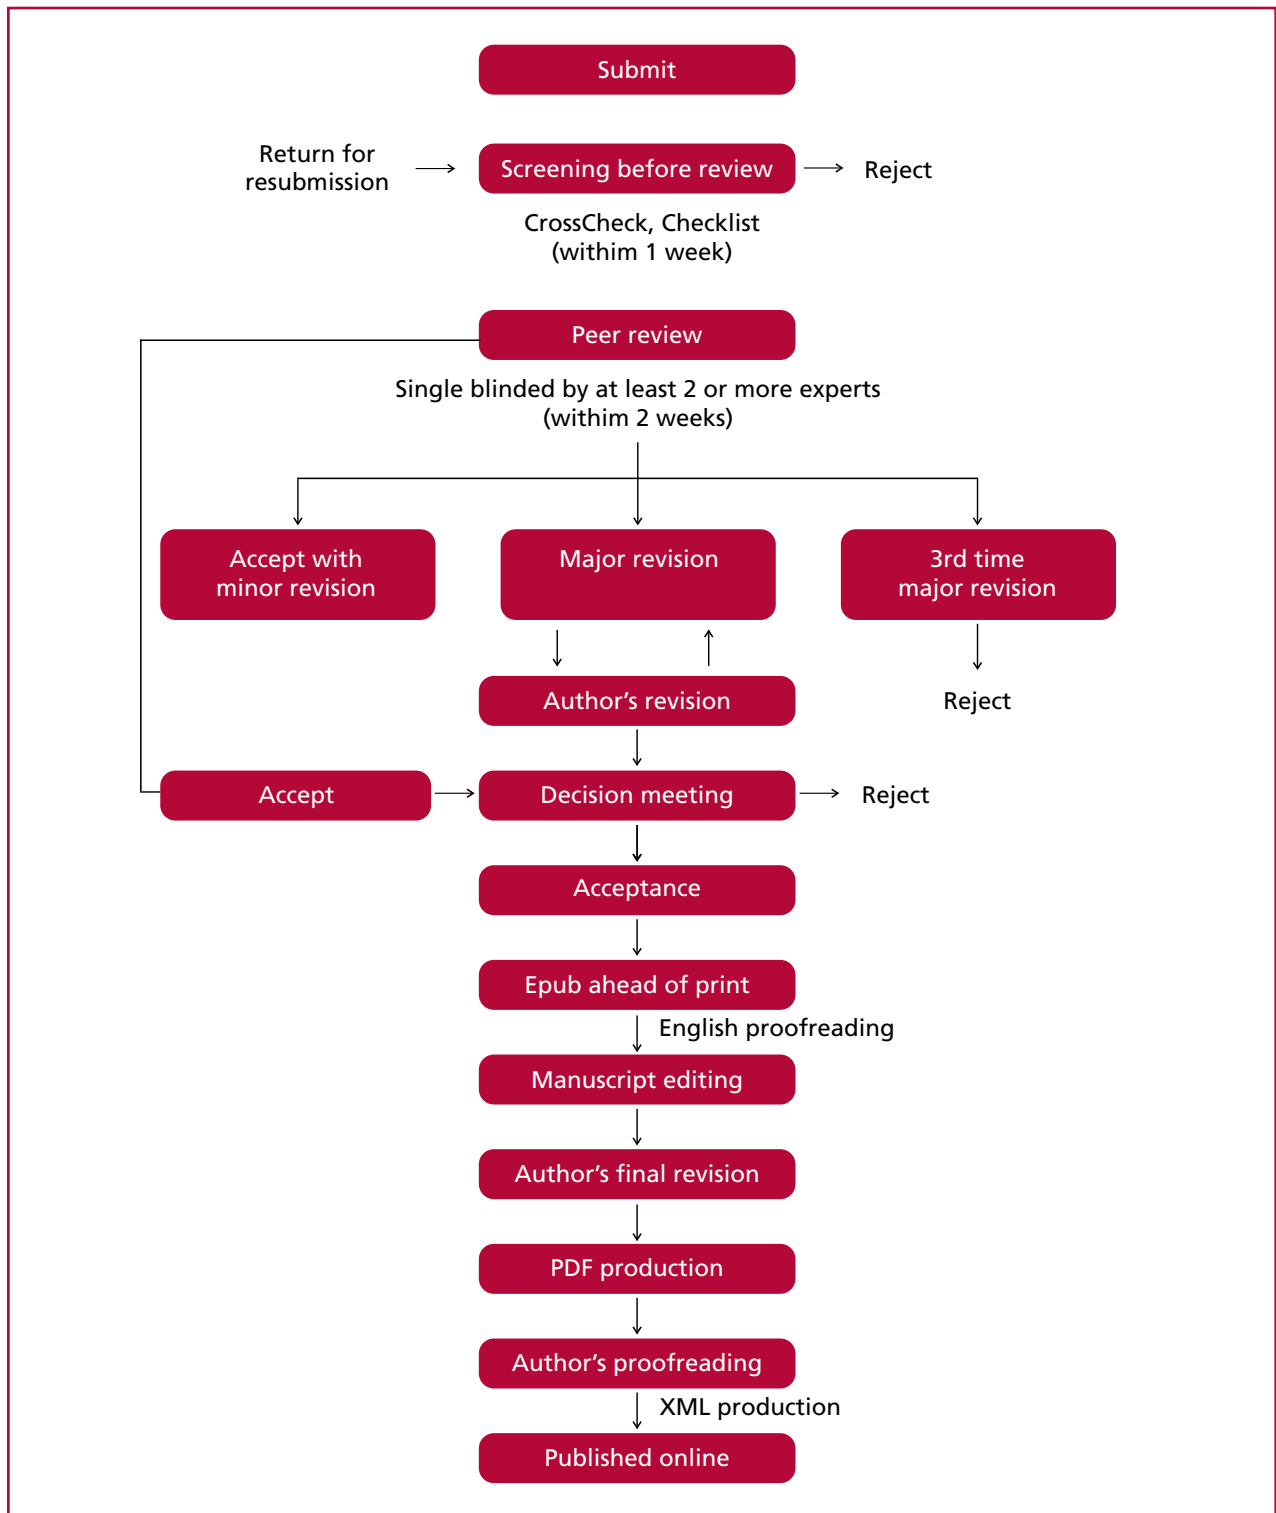 Submit
Return for
resubmission
Screening before review
Reject
CrossCheck, Checklist
(withim 1 week)
Peer review
Single blinded by at least 2 or more experts
(withim 2 weeks)
Accept with
minor revision
Major revision
3rd time
major revision
Author’s revision
Reject
Accept
Decision meeting
Reject
Acceptance
Epub ahead of print
English proofreading
Manuscript editing
Author’s final revision
PDF production
Author’s proofreading
XML production
Published online